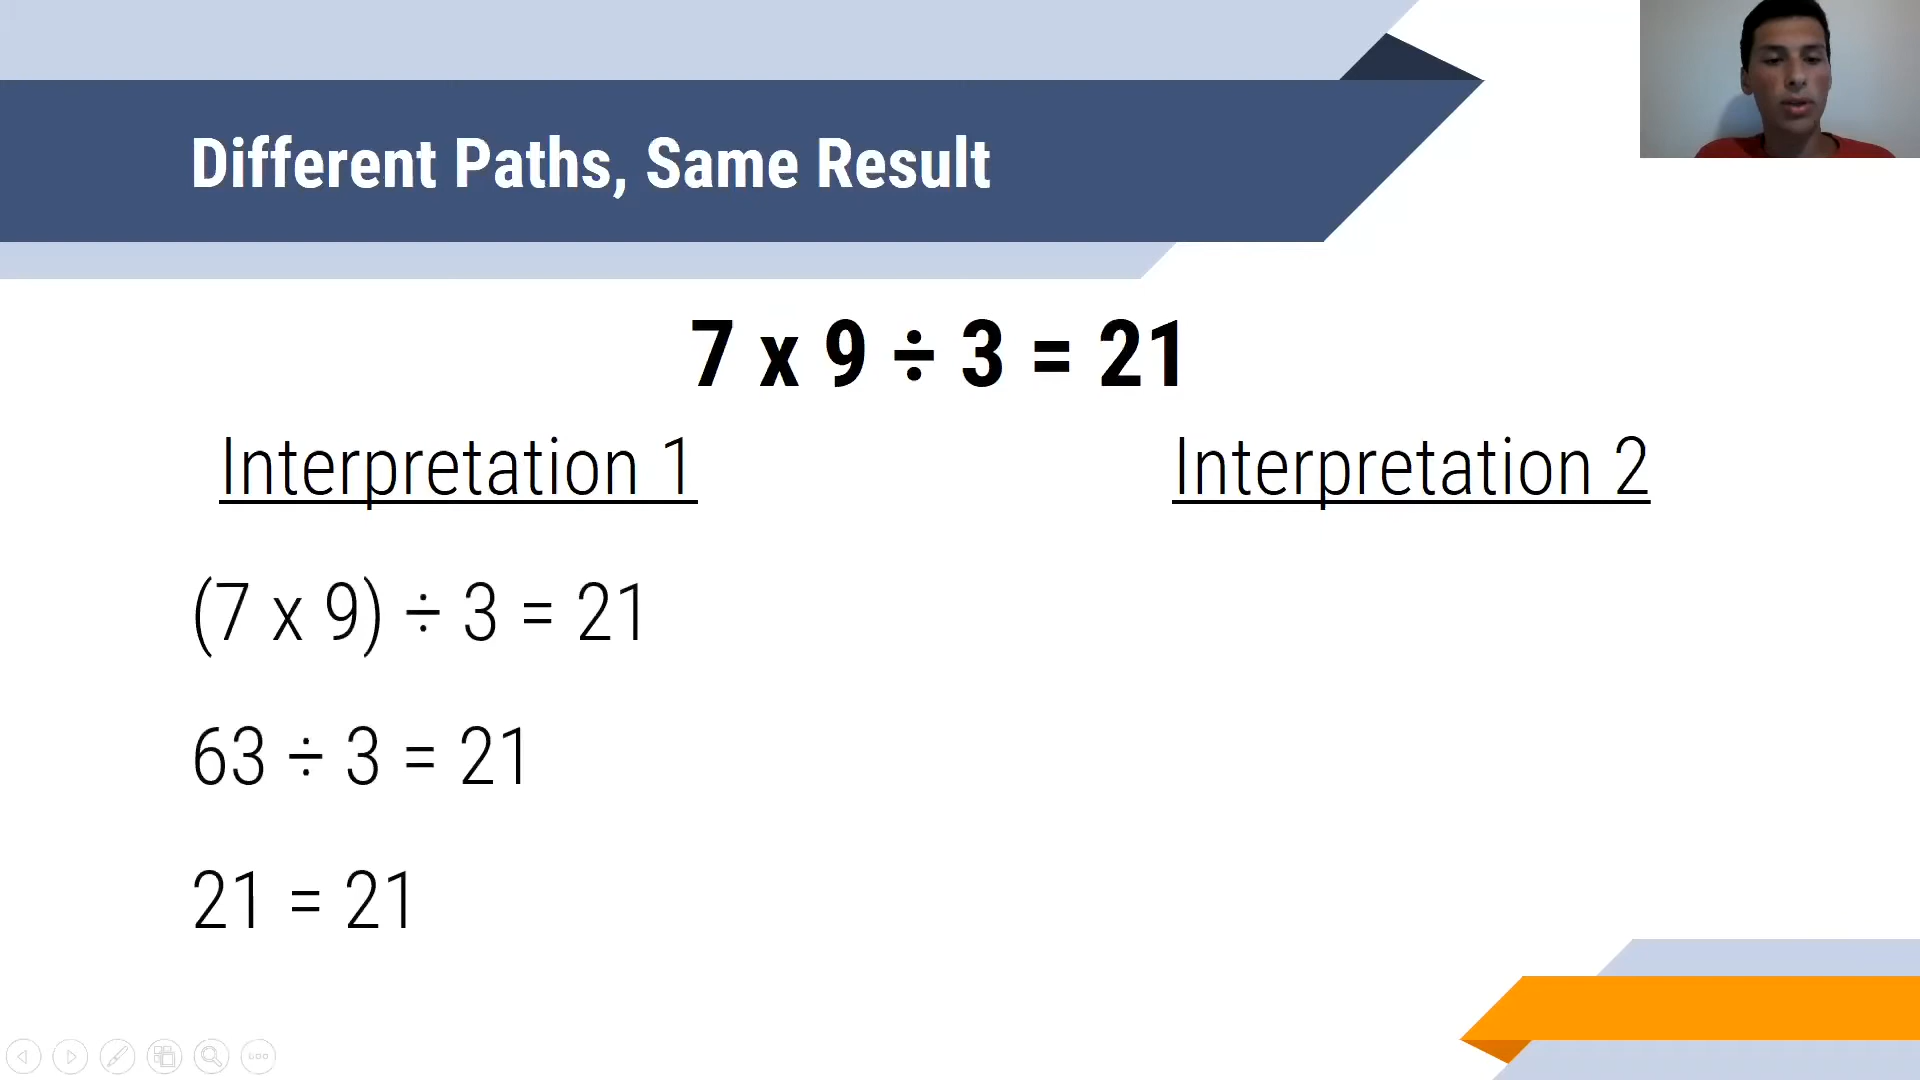 Different Paths, Same Result
7 x 9 ÷ 3 = 21
Interpretation 1
Interpretation 2
(7 x 9) ÷ 3 = 21
63 ÷ 3 = 21
21 = 21